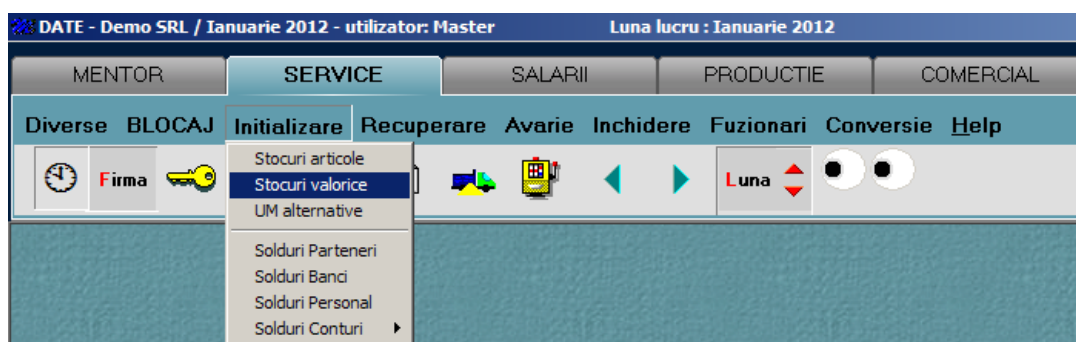 DATE - Demo SRL / Ianuarie 2012 - utilizator: Master Luna lucru : Ianuarie 2012
MENTOR SERVICE SALARII PRODUCTIE COMERCIAL
Diverse BLOCAJ Initializare Recuperare Avarie Inchidere Fuzionari Conversie Help
Firma Luna
Stocuri articole
Stocuri valorice
UM alternative
Solduri Parteneri
Solduri Banci
Solduri Personal
Solduri Conturi